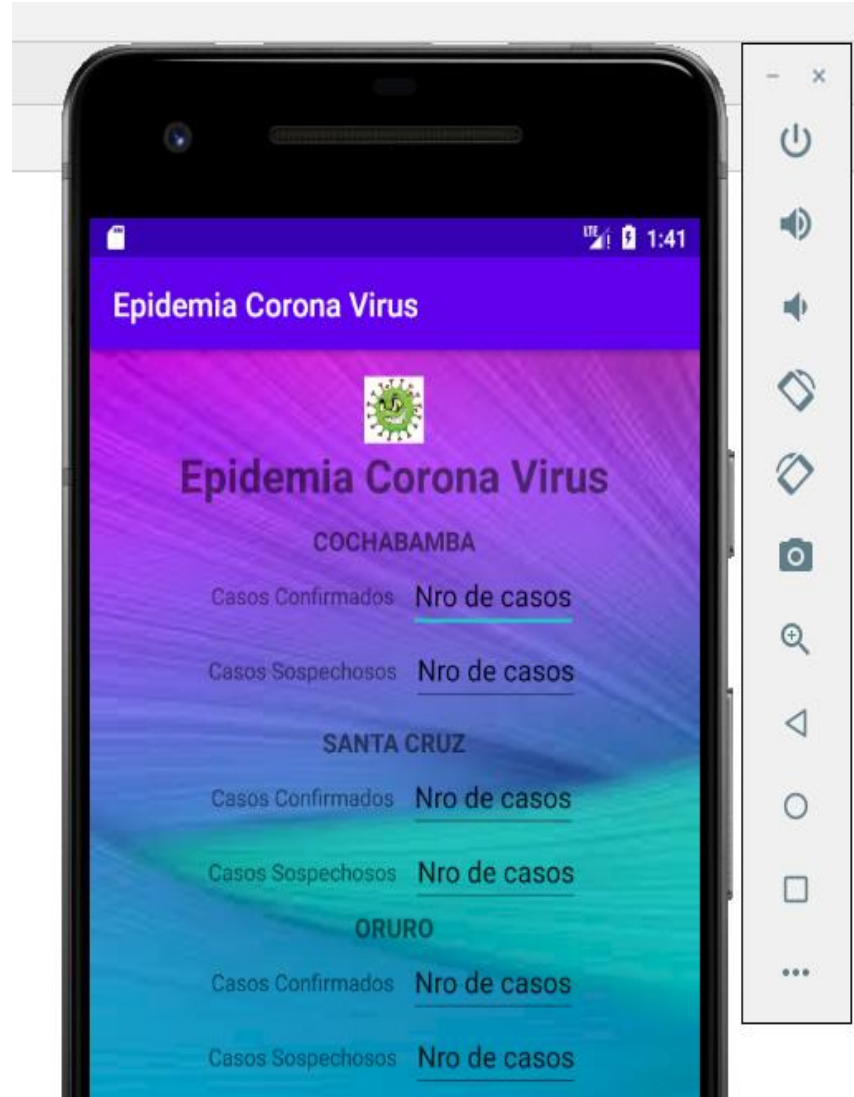 LTE 1:41
Epidemia Corona Virus
Epidemia Corona Virus
COCHABAMBA
Casos Confirmados Nro de casos
Casos Sospechosos Nro de casos
SANTA CRUZ
Casos Confirmados Nro de casos
Casos Sospechosos Nro de casos
ORURO
Casos Confirmados Nro de casos
Casos Sospechosos Nro de casos